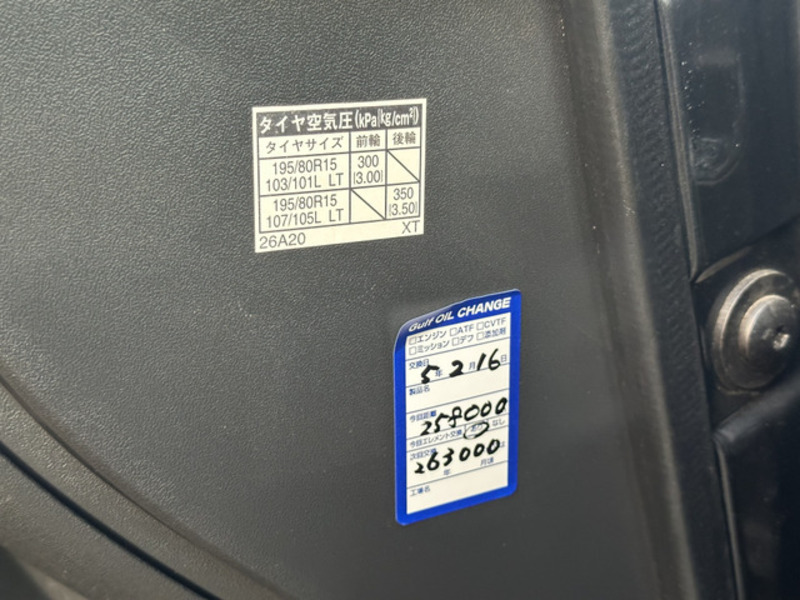 タイヤ空気圧(kPa{kg/cm²})
タイヤサイズ 前輪 後輪
195/80R15 103/101L LT 300 {3.00}
195/80R15 107/105L LT 350 {3.50}
26A20 XT
Gulf OIL CHANGE
□エンジン □ATF □CVTF
□ミッション □デフ □添加剤
交換日
5年2月16日
製品名
今回距離
258000
今回エレメント交換 あり なし
次回交換
263000
年 月頃
工場名